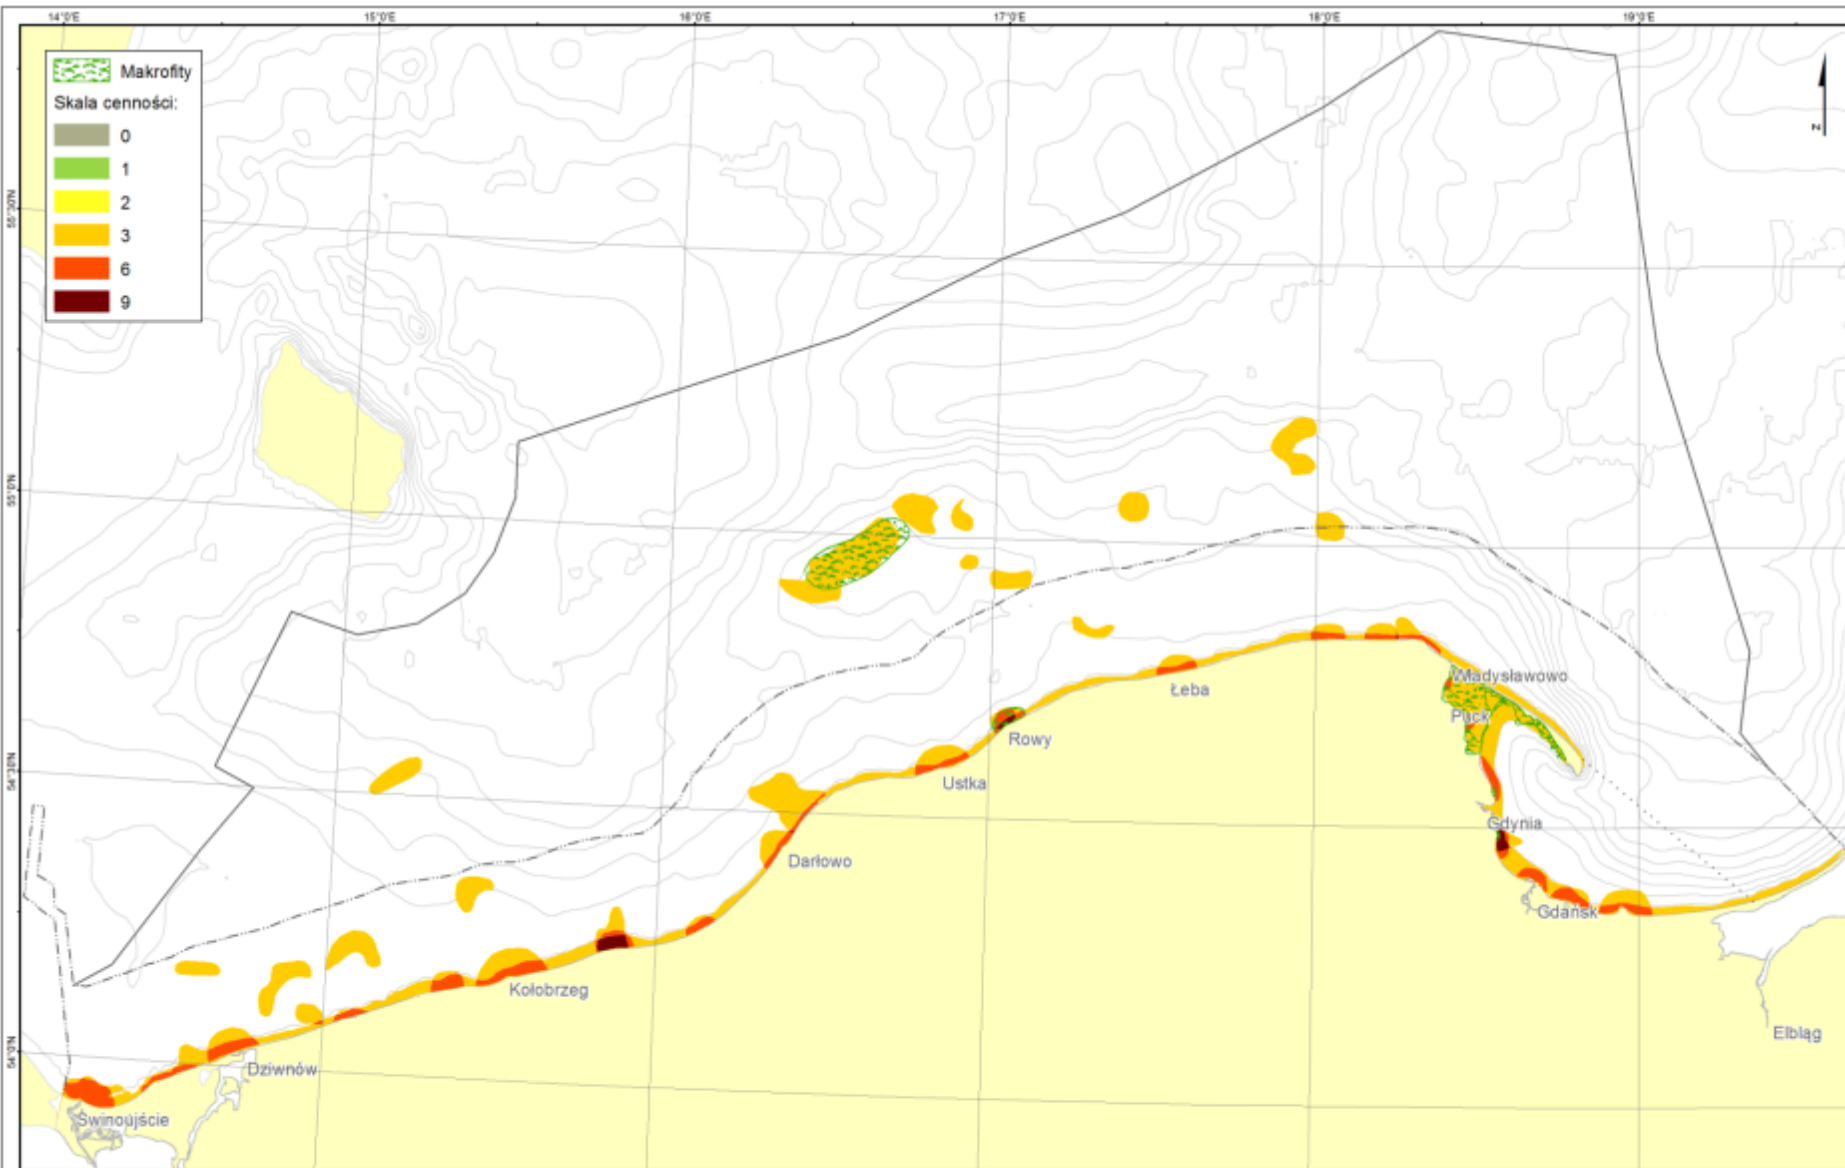 14°0'E 15°0'E 16°0'E 17°0'E 18°0'E 19°0'E
Makrofity
Skala cenności:
0
1
2
3
6
9
N
55°30'N
55°0'N
54°30'N
54°0'N
Władysławowo
Puck
Łeba
Rowy
Ustka
Gdynia
Darłowo
Gdańsk
Kołobrzeg
Elbląg
Dziwnów
Świnoujście